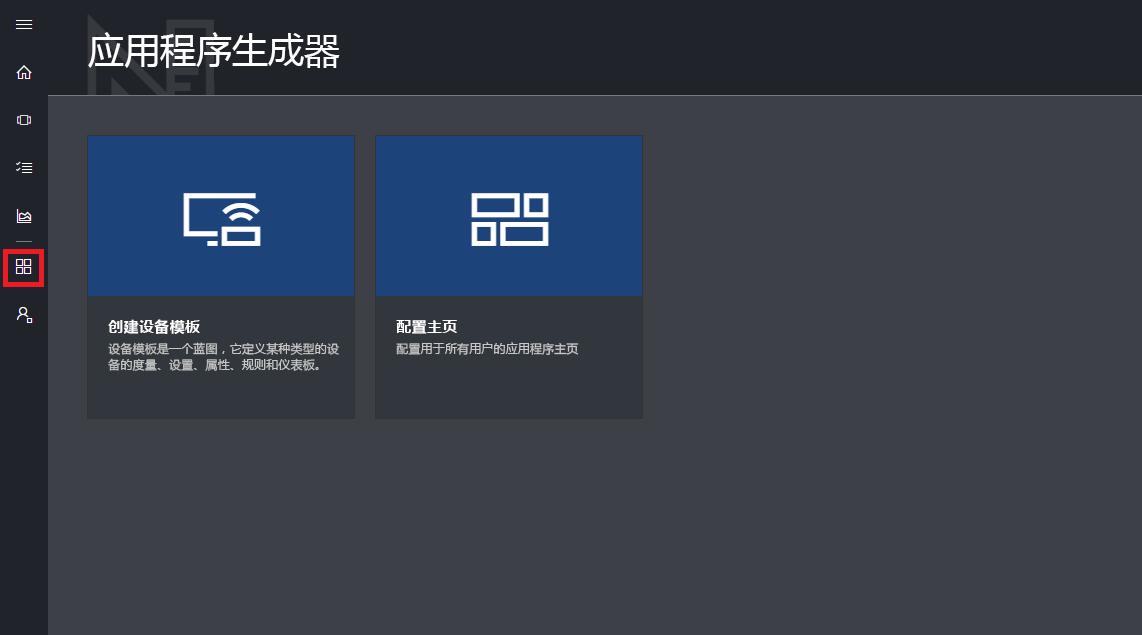 应用程序生成器
创建设备模板
设备模板是一个蓝图，它定义某种类型的设
备的度量、设置、属性、规则和仪表板。
配置主页
配置用于所有用户的应用程序主页